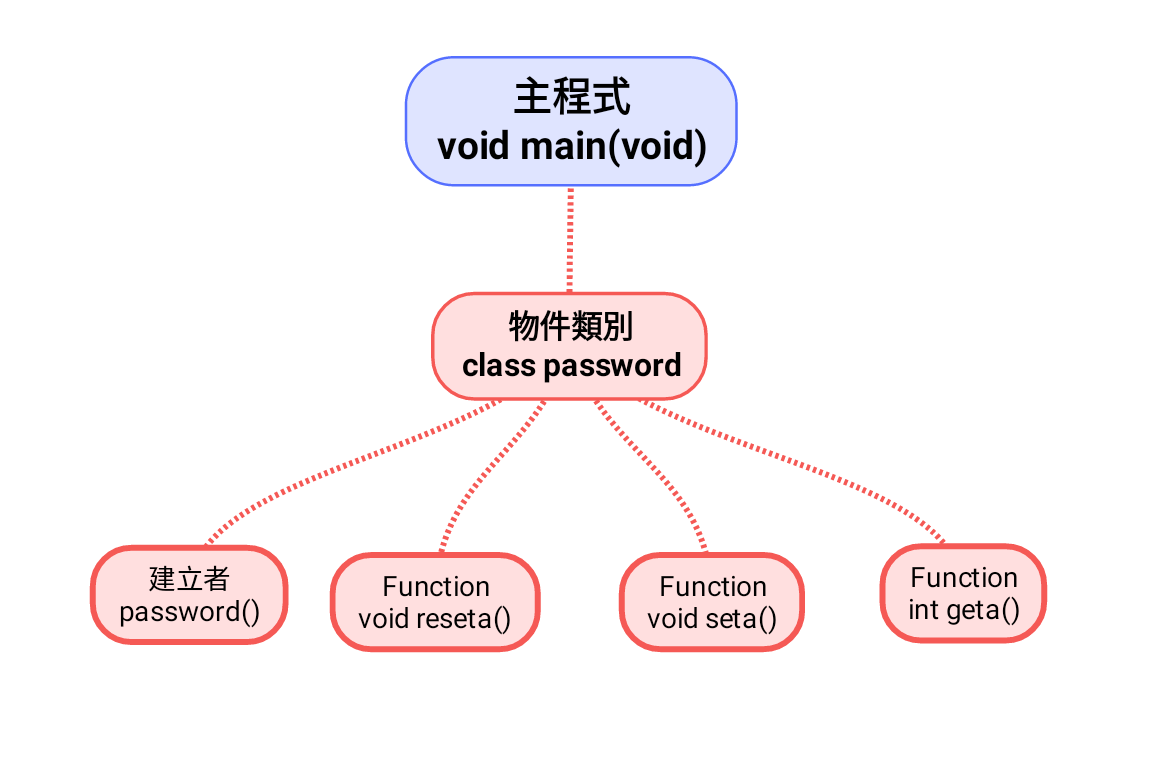 主程式
void main(void)
物件類別
class password
建立者
password()
Function
void reseta()
Function
void seta()
Function
int geta()